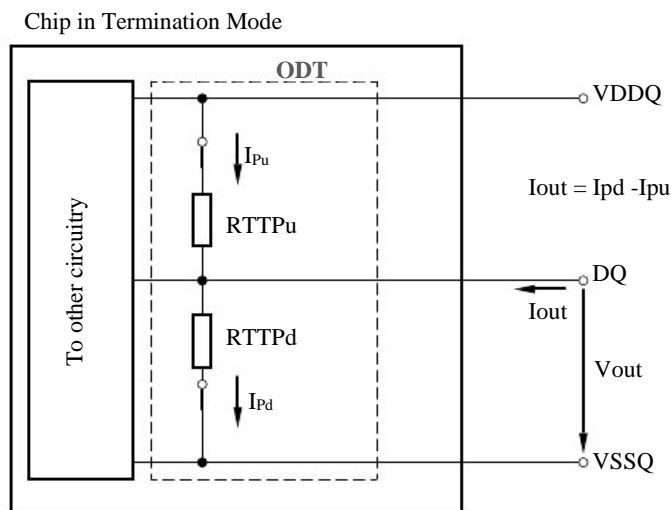 Chip in Termination Mode
ODT
VDDQ
IPu
Iout = Ipd -Ipu
RTTPu
To other circuitry
DQ
Iout
RTTPd
Vout
IPd
VSSQ